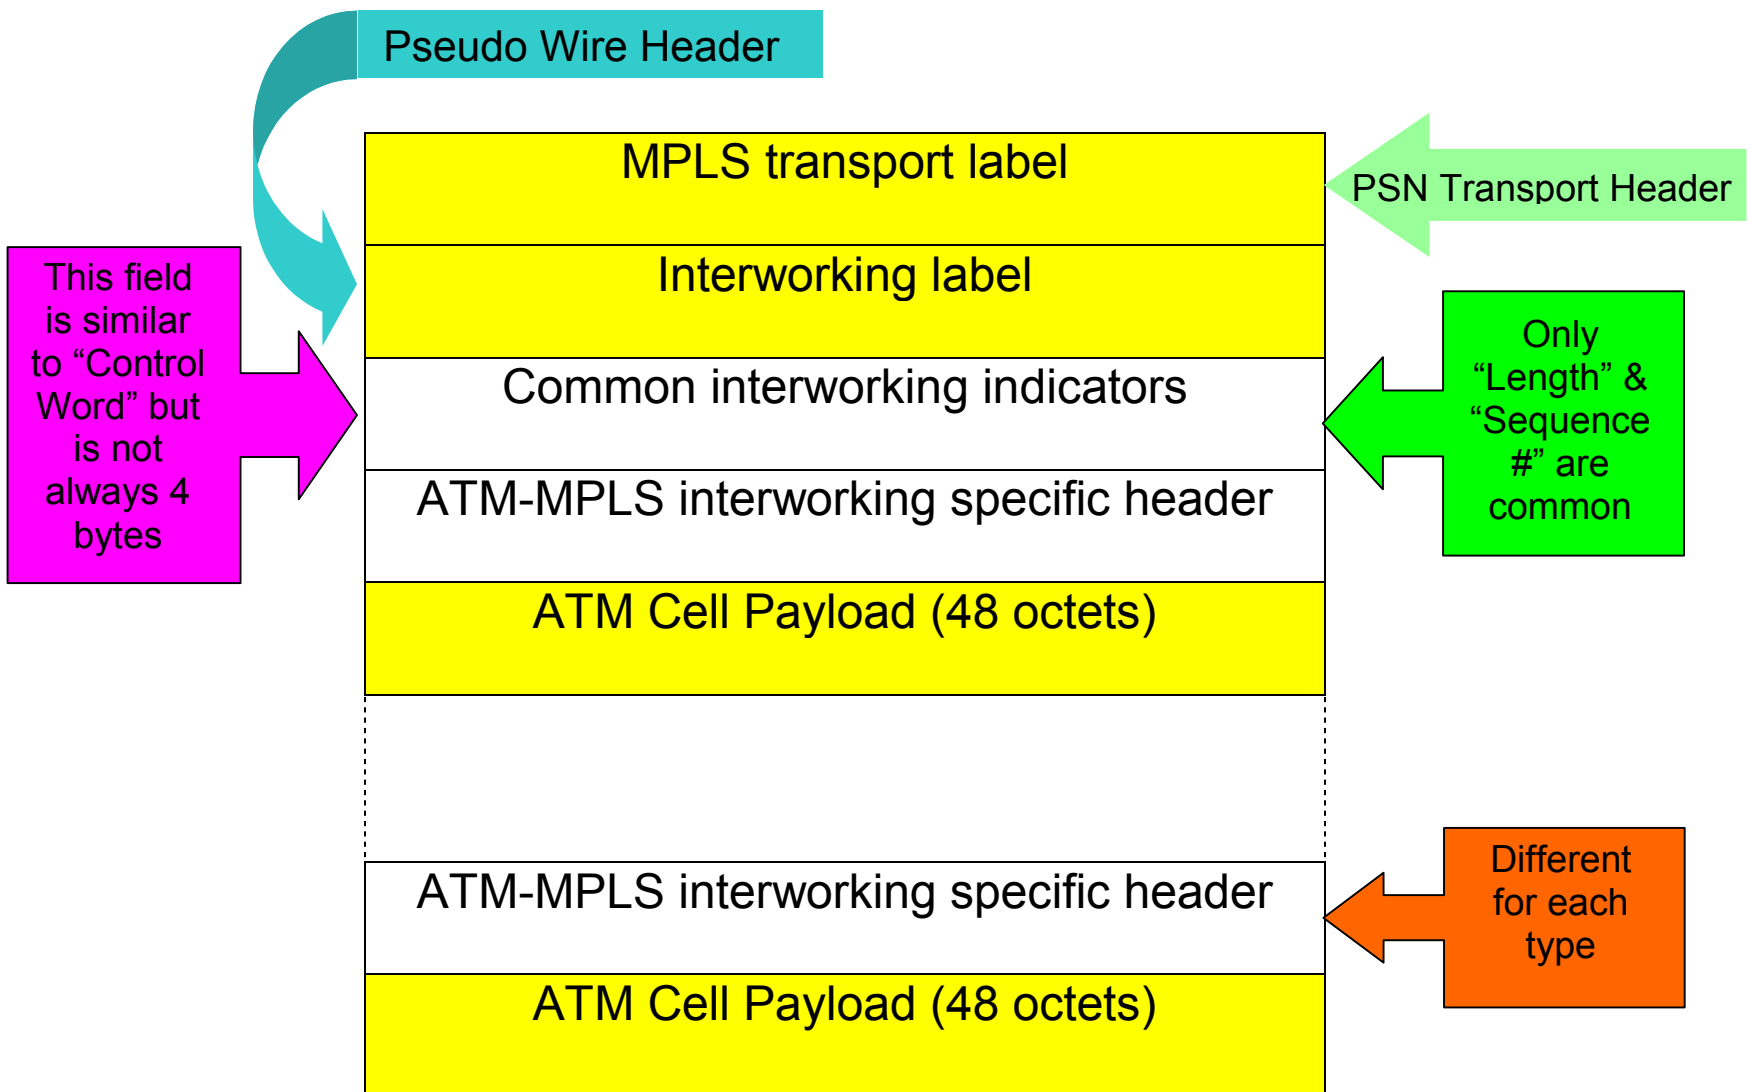 Pseudo Wire Header
MPLS transport label
PSN Transport Header
Interworking label
This field
is similar
to “Control
Word” but
is not
always 4
bytes
Common interworking indicators
Only
“Length” &
“Sequence
#” are
common
ATM-MPLS interworking specific header
ATM Cell Payload (48 octets)
ATM-MPLS interworking specific header
Different
for each
type
ATM Cell Payload (48 octets)